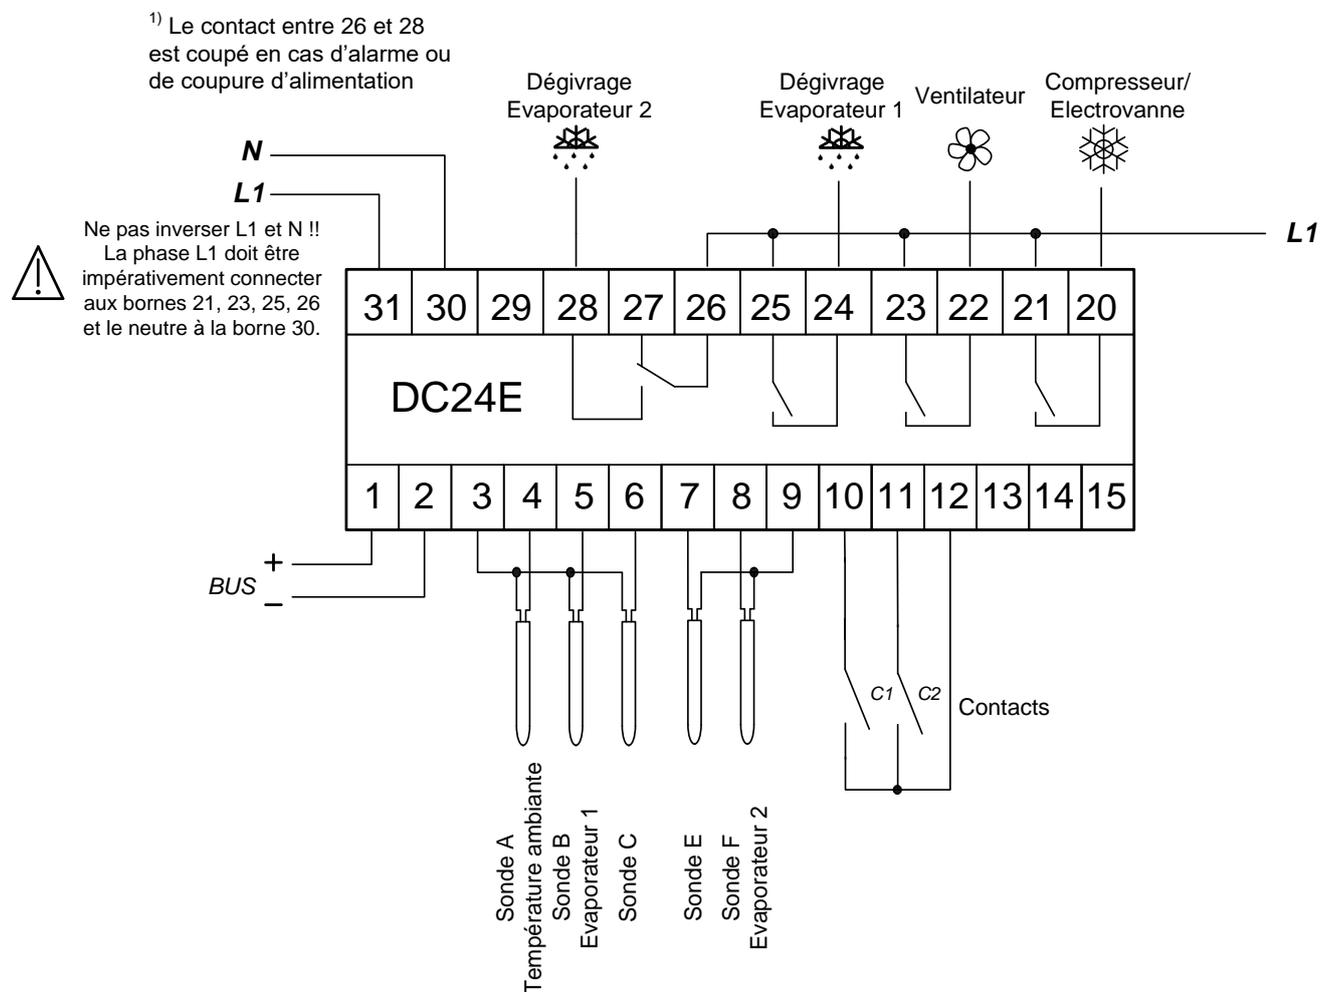 1) Le contact entre 26 et 28
est coupé en cas d'alarme ou
de coupure d'alimentation
Dégivrage
Evaporateur 2
Dégivrage
Evaporateur 1
Ventilateur
Compresseur/
Electrovanne
N
L1
L1
Ne pas inverser L1 et N !!
La phase L1 doit être
impérativement connecter
aux bornes 21, 23, 25, 26
et le neutre à la borne 30.
31 30 29 28 27 26 25 24 23 22 21 20
DC24E
1 2 3 4 5 6 7 8 9 10 11 12 13 14 15
+
BUS
−
C1
C2
Contacts
Sonde A
Température ambiante
Sonde B
Evaporateur 1
Sonde C
Sonde E
Sonde F
Evaporateur 2